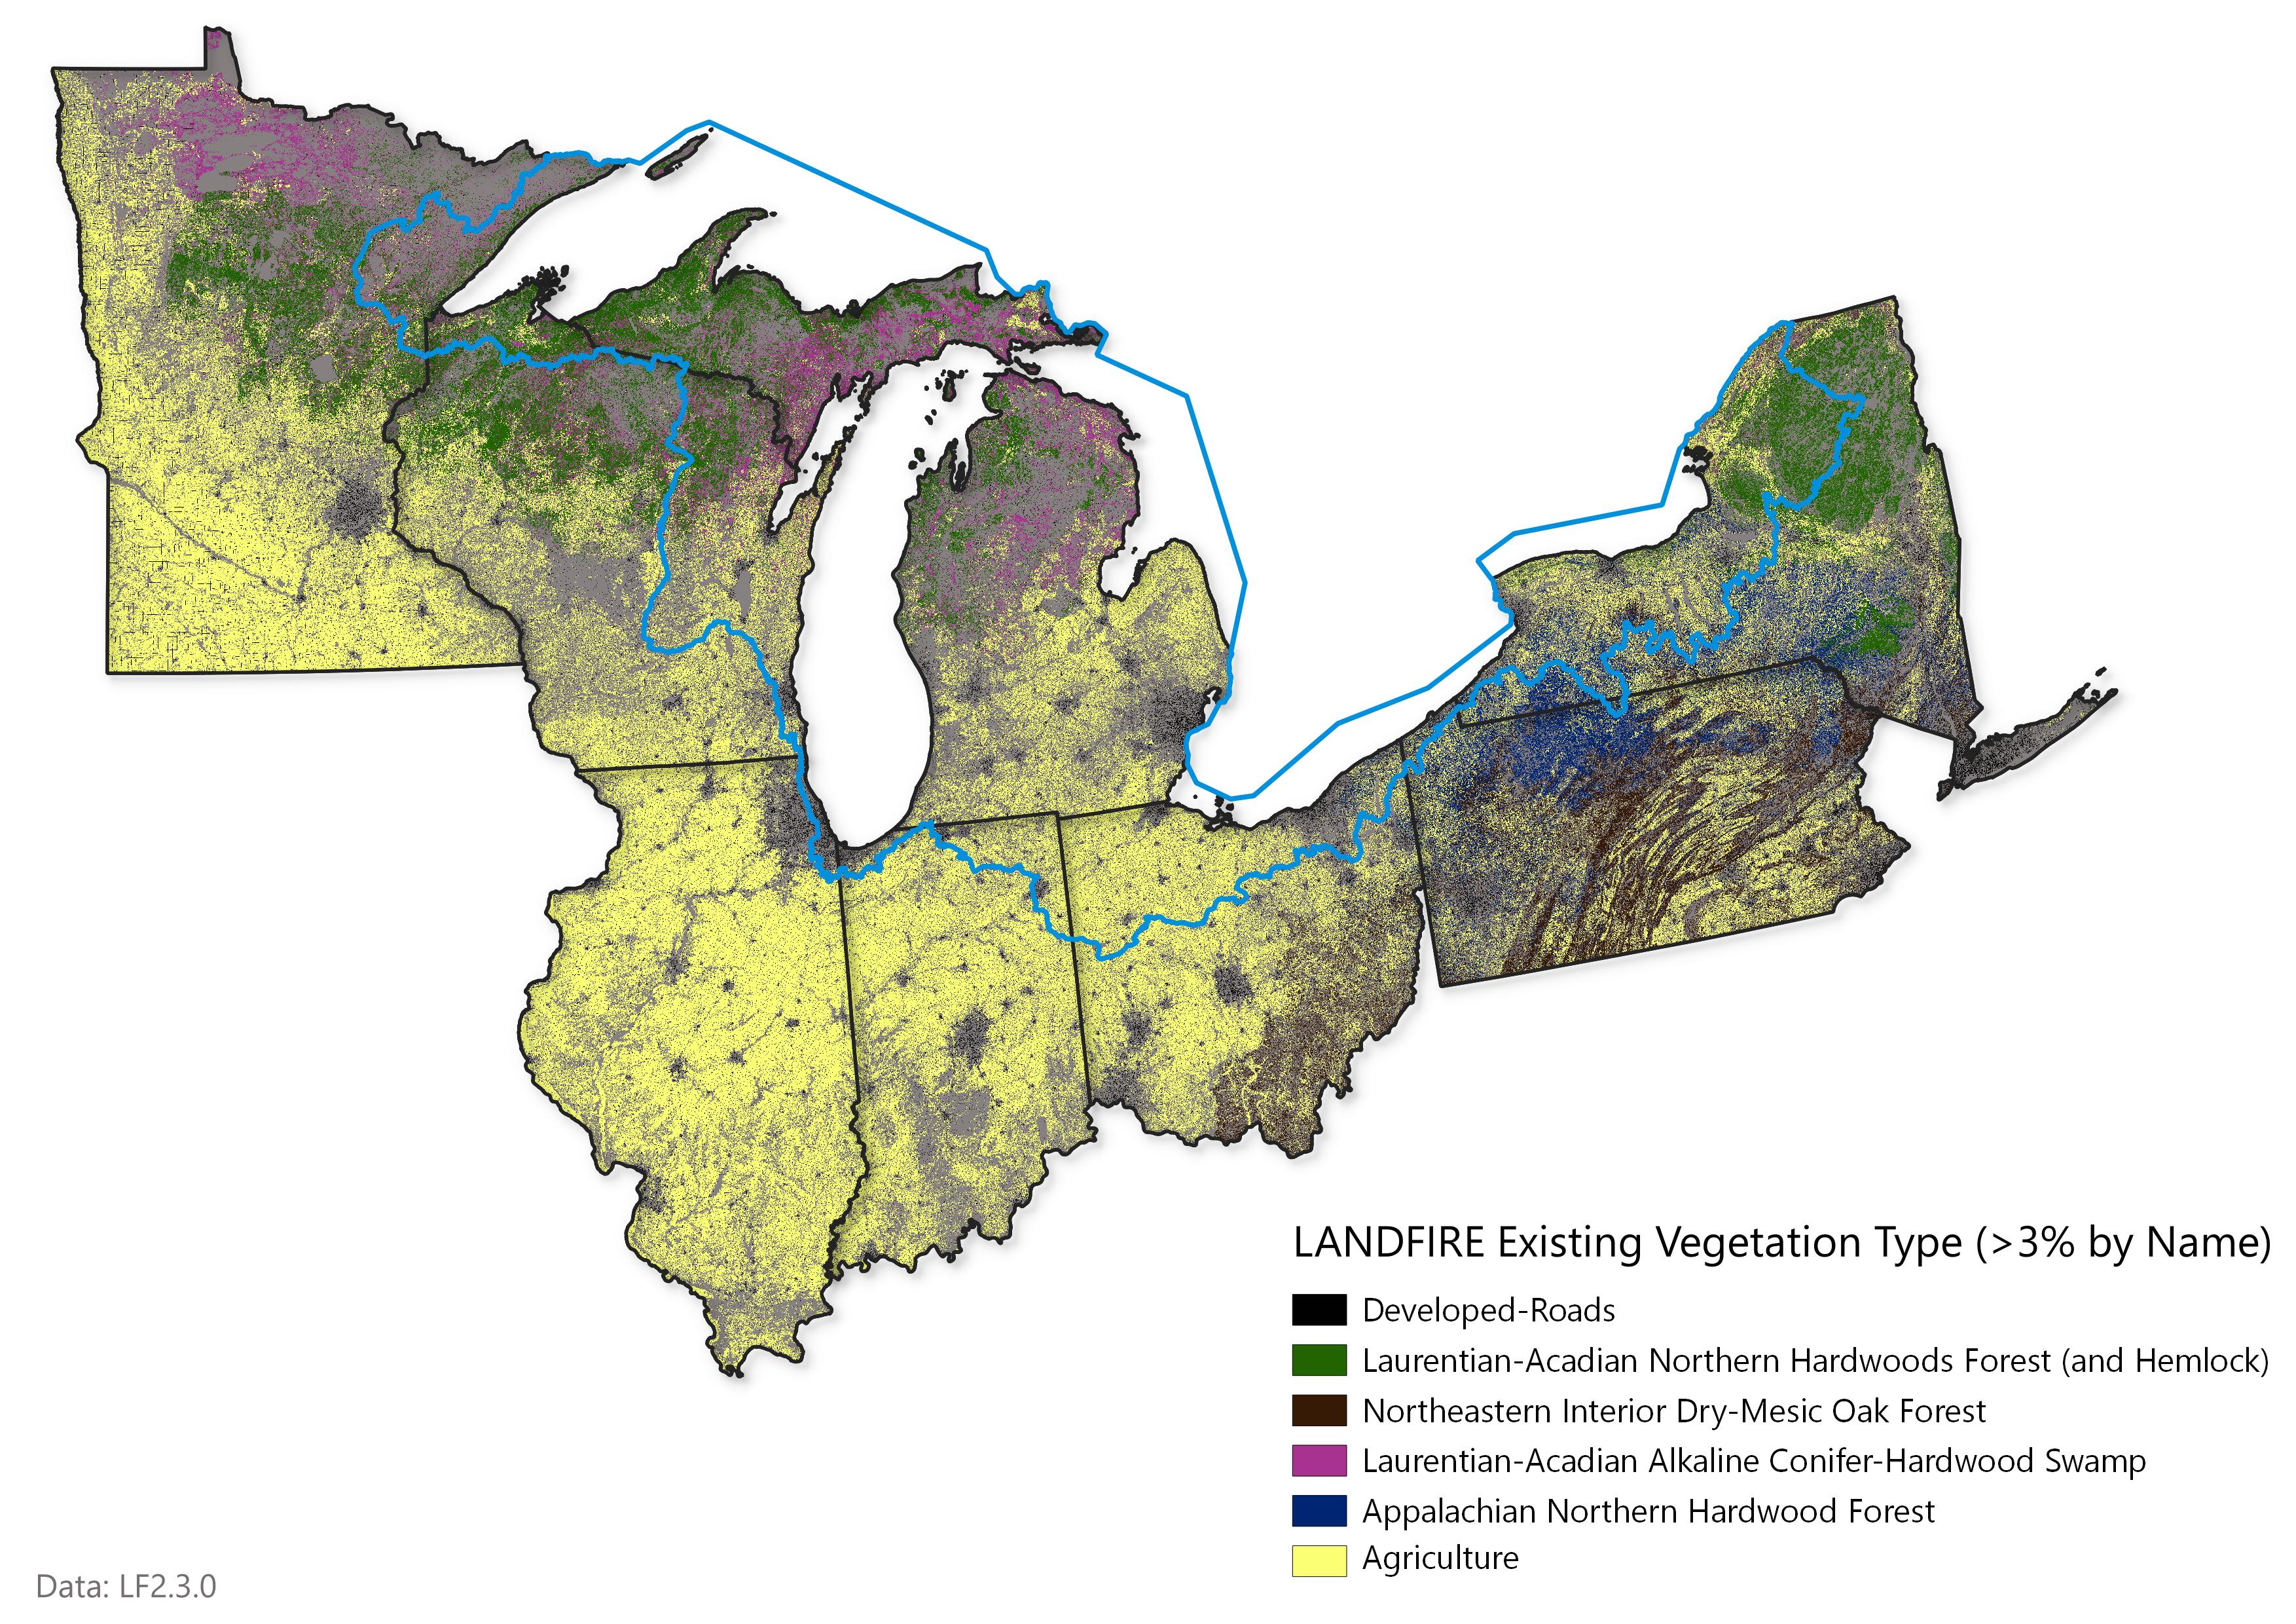 LANDFIRE Existing Vegetation Type (>3% by Name)
Developed-Roads
Laurentian-Acadian Northern Hardwoods Forest (and Hemlock)
Northeastern Interior Dry-Mesic Oak Forest
Laurentian-Acadian Alkaline Conifer-Hardwood Swamp
Appalachian Northern Hardwood Forest
Agriculture
Data: LF2.3.0